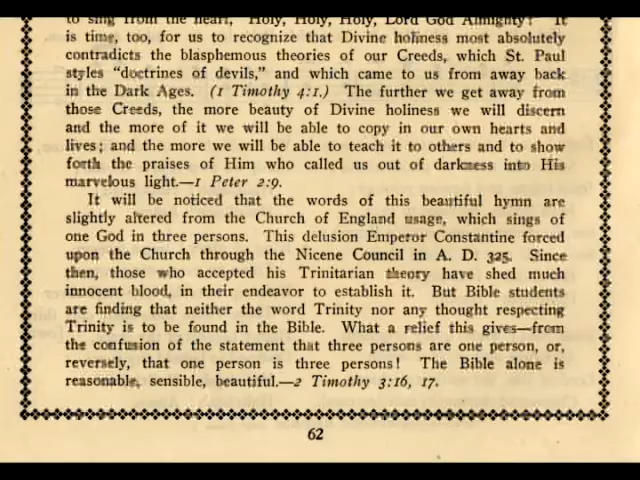 to sing from the heart, "Holy, Holy, Holy, Lord God Almighty!" It
is time, too, for us to recognize that Divine holiness most absolutely
contradicts the blasphemous theories of our Creeds, which St. Paul
styles "doctrines of devils," and which came to us from away back
in the Dark Ages. (1 Timothy 4:1.) The further we get away from
those Creeds, the more beauty of Divine holiness we will discern
and the more of it we will be able to copy in our own hearts and
lives; and the more we will be able to teach it to others and to show
forth the praises of Him who called us out of darkness into His
marvelous light.—1 Peter 2:9.
It will be noticed that the words of this beautiful hymn are
slightly altered from the Church of England usage, which sings of
one God in three persons. This delusion Emperor Constantine forced
upon the Church through the Nicene Council in A. D. 325. Since
then, those who accepted his Trinitarian theory have shed much
innocent blood, in their endeavor to establish it. But Bible students
are finding that neither the word Trinity nor any thought respecting
Trinity is to be found in the Bible. What a relief this gives—from
the confusion of the statement that three persons are one person, or,
reversely, that one person is three persons! The Bible alone is
reasonable, sensible, beautiful.—2 Timothy 3:16, 17.
62